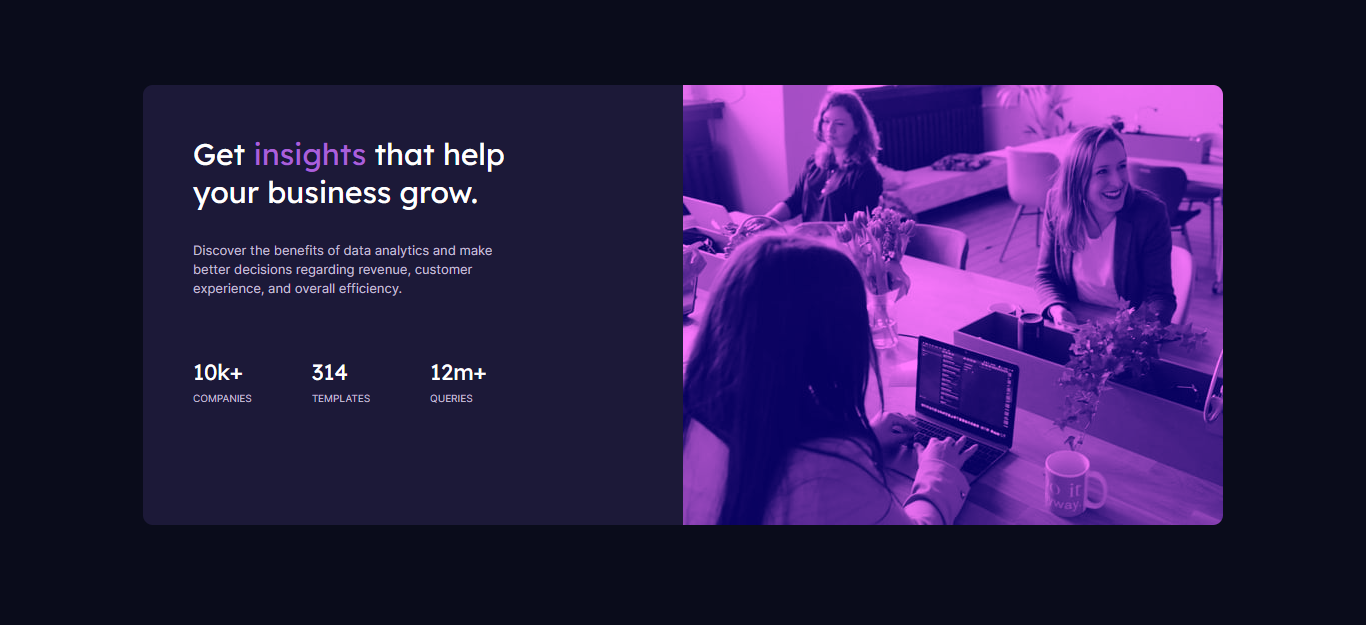 Get insights that help
your business grow.
Discover the benefits of data analytics and make
better decisions regarding revenue, customer
experience, and overall efficiency.
10k+ 314 12m+
COMPANIES TEMPLATES QUERIES